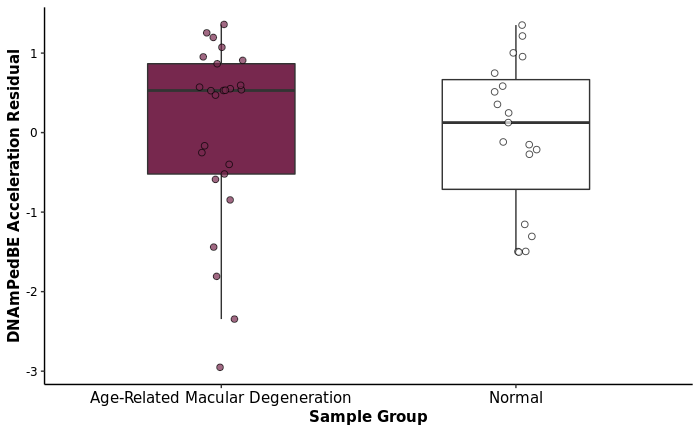 DNAmPedBE Acceleration Residual
1
0
-1
-2
-3
Age-Related Macular Degeneration
Normal
Sample Group